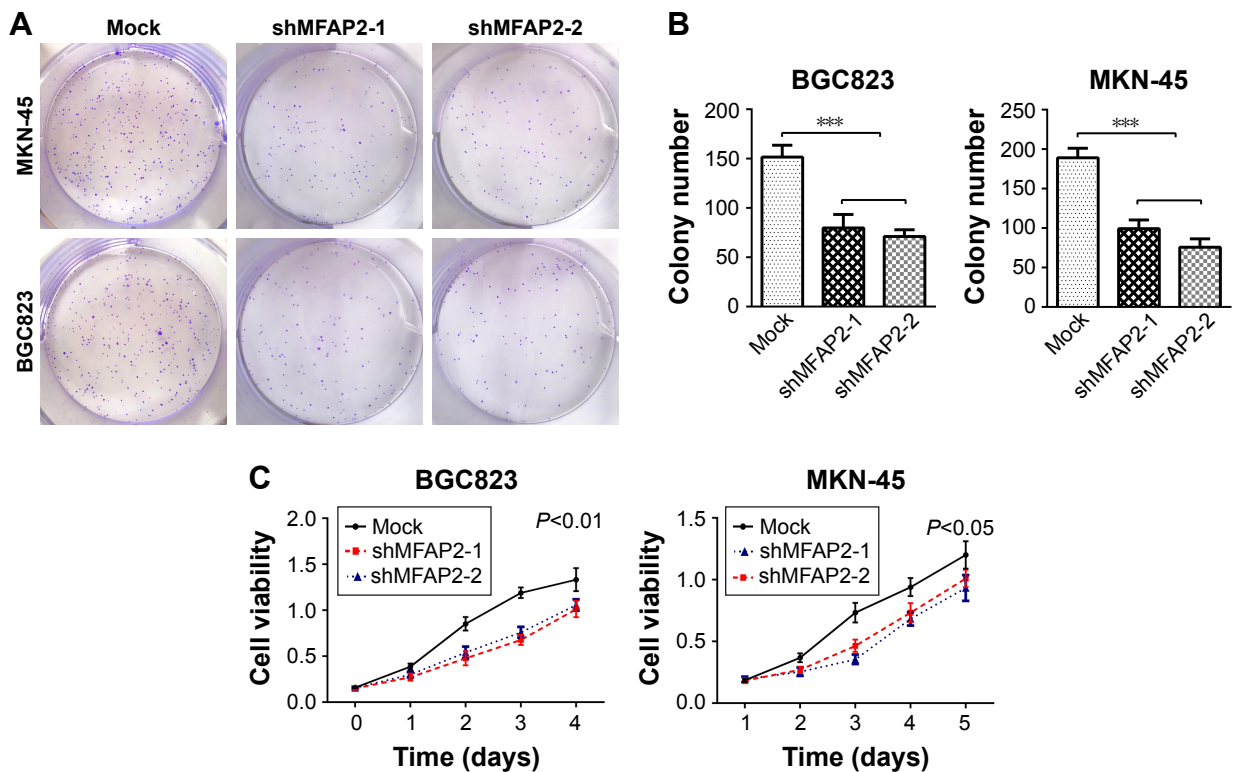 A
Mock
shMFAP2-1
shMFAP2-2
MKN-45
BGC823
B
BGC823
Colony number
200
150
100
50
0
***
Mock
shMFAP2-1
shMFAP2-2
MKN-45
Colony number
250
200
150
100
50
0
***
Mock
shMFAP2-1
shMFAP2-2
C
BGC823
Cell viability
2.0
1.5
1.0
0.5
0.0
Mock
shMFAP2-1
shMFAP2-2
P<0.01
0 1 2 3 4
Time (days)
MKN-45
Cell viability
1.5
1.0
0.5
0.0
Mock
shMFAP2-1
shMFAP2-2
P<0.05
1 2 3 4 5
Time (days)